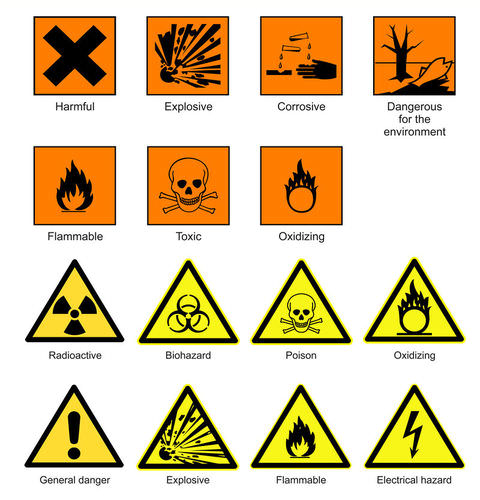 Harmful
Explosive
Corrosive
Dangerous
for the
environment
Flammable
Toxic
Oxidizing
Radioactive
Biohazard
Poison
Oxidizing
General danger
Explosive
Flammable
Electrical hazard